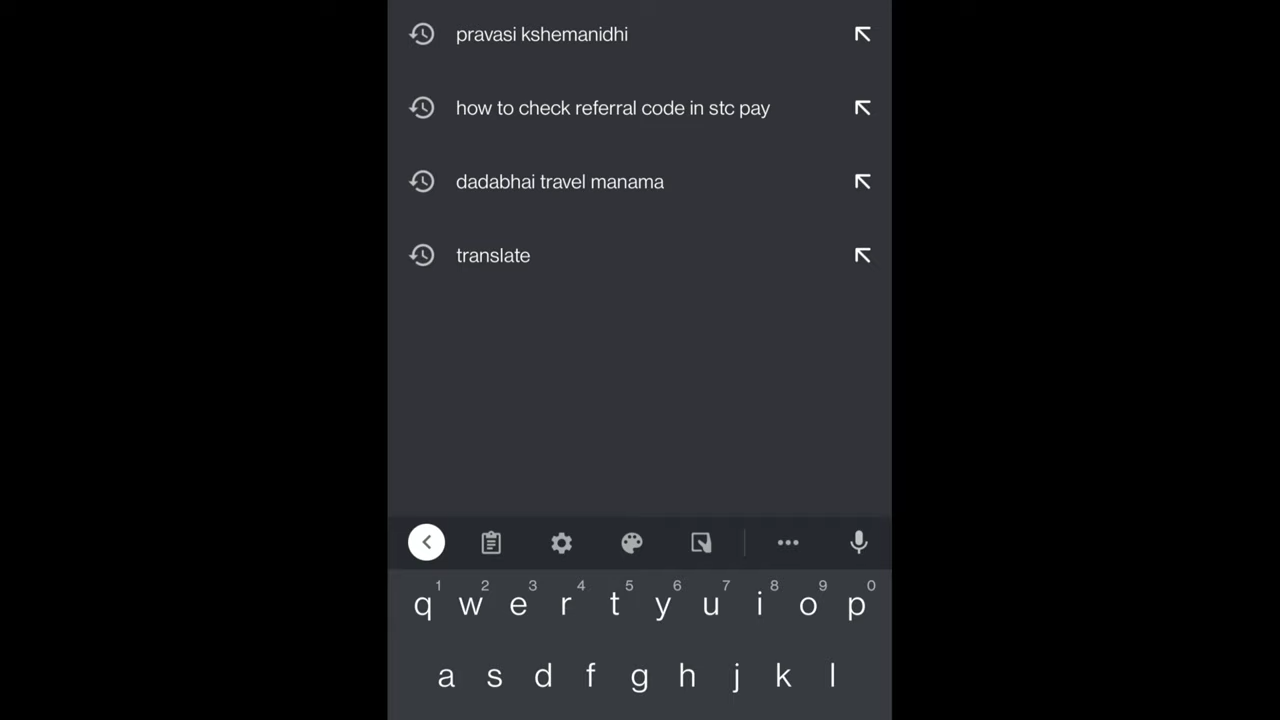 pravasi kshemanidhi
how to check referral code in stc pay
dadabhai travel manama
translate
1 2 3 4 5 6 7 8 9 0
q w e r t y u i o p
a s d f g h j k l